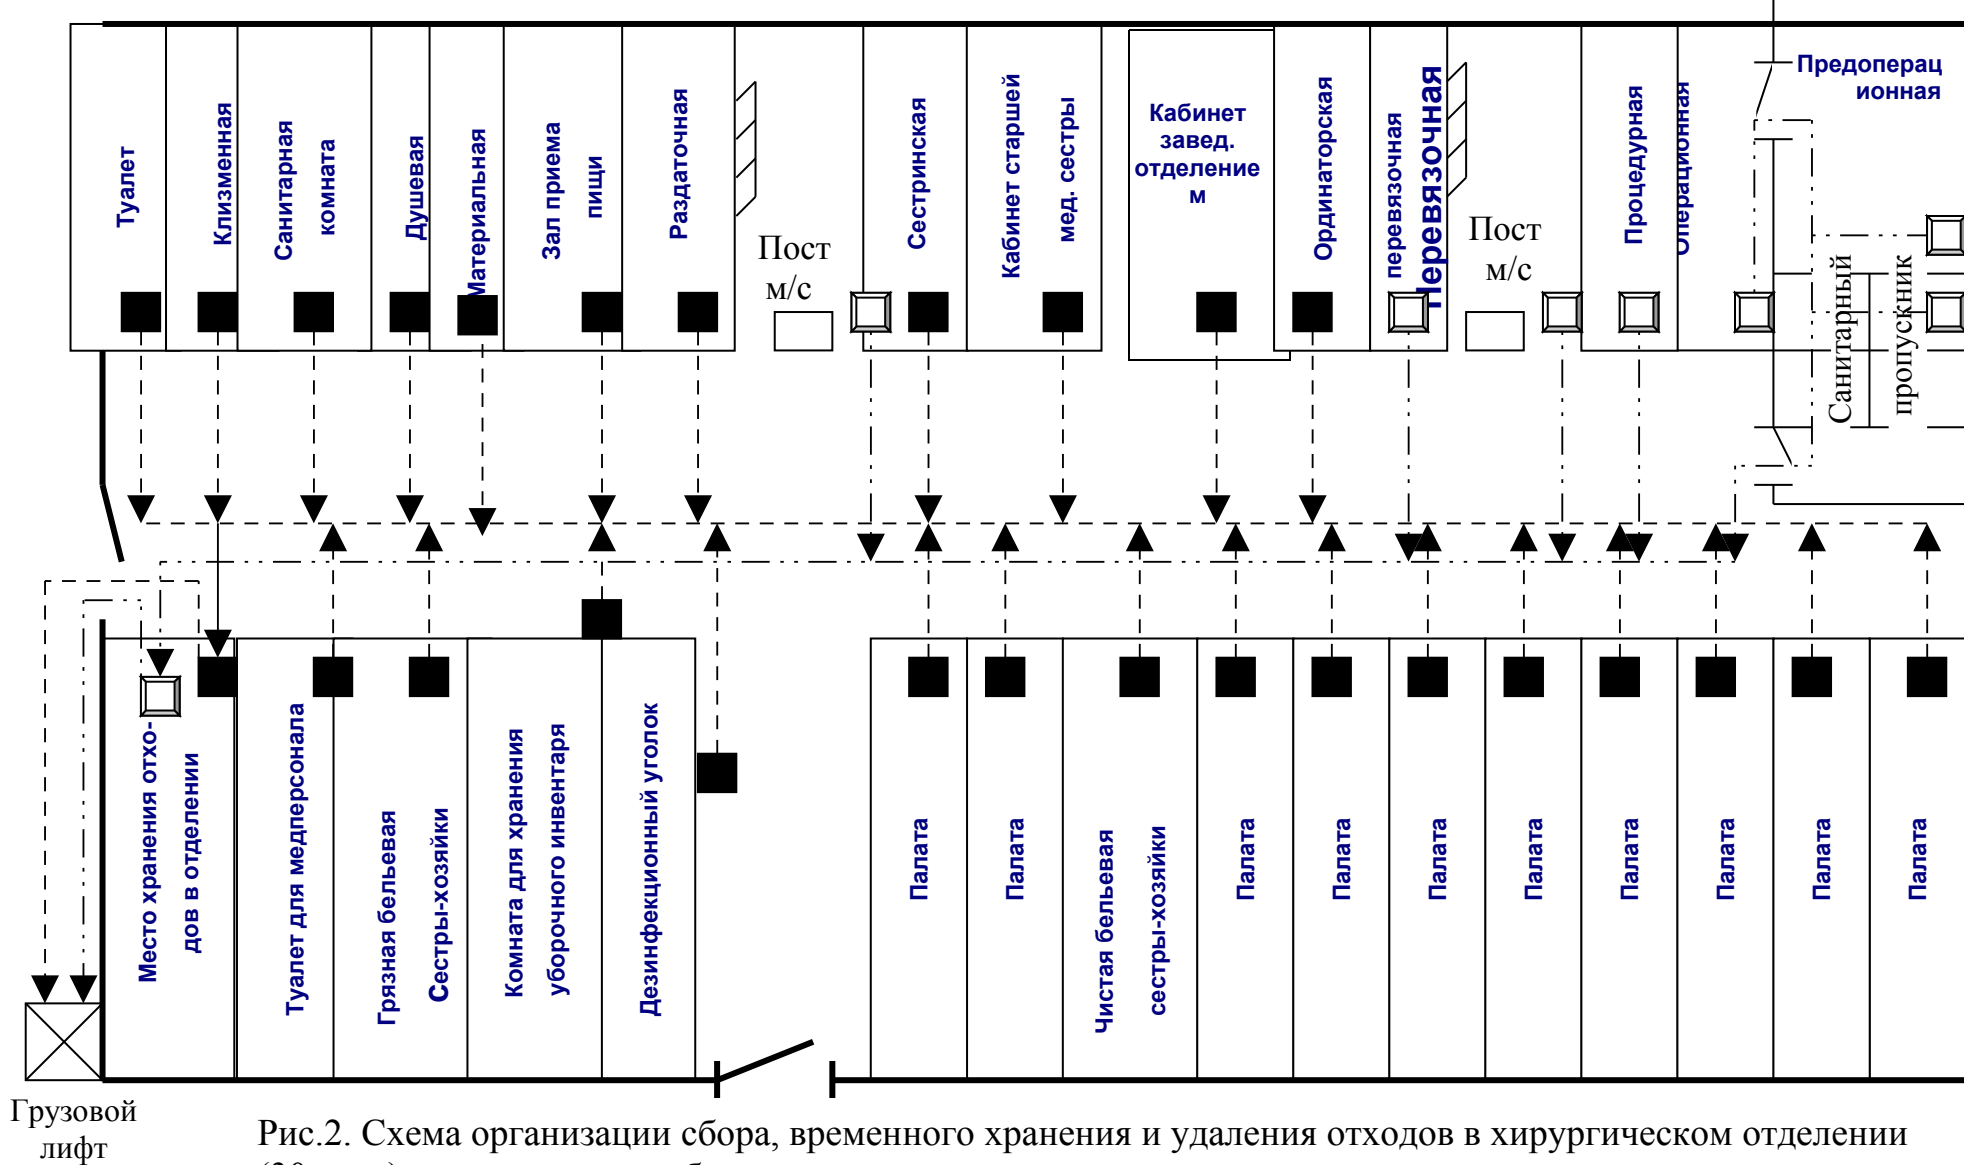 Туалет
Клизменная
Санитарная
комната
Душевая
Материальная
Зал приема
пищи
Раздаточная
Пост
м/с
Сестринская
Кабинет старшей
мед. сестры
Кабинет
завед.
отделение
м
Ординаторская
перевязочная
Перевязочная
Пост
м/с
Процедурная
Операционная
Предоперац
ионная
Санитарный
пропускник
Место хранения отхо-
дов в отделении
Туалет для медперсонала
Грязная бельевая
Сестры-хозяйки
Комната для хранения
уборочного инвентаря
Дезинфекционный уголок
Палата
Палата
Чистая бельевая
сестры-хозяйки
Палата
Палата
Палата
Палата
Палата
Палата
Палата
Палата
Грузовой
лифт
Рис.2. Схема организации сбора, временного хранения и удаления отходов в хирургическом отделении